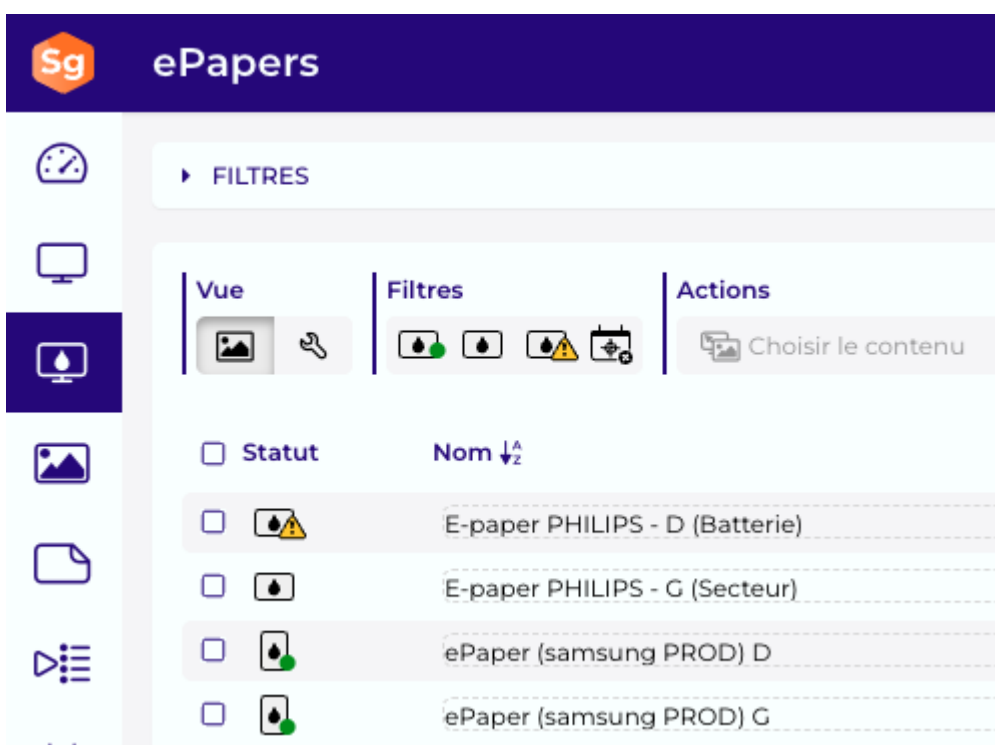 Sg ePapers
FILTRES
Vue Filtres Actions
Choisir le contenu
Statut Nom
E-paper PHILIPS - D (Batterie)
E-paper PHILIPS - G (Secteur)
ePaper (samsung PROD) D
ePaper (samsung PROD) G